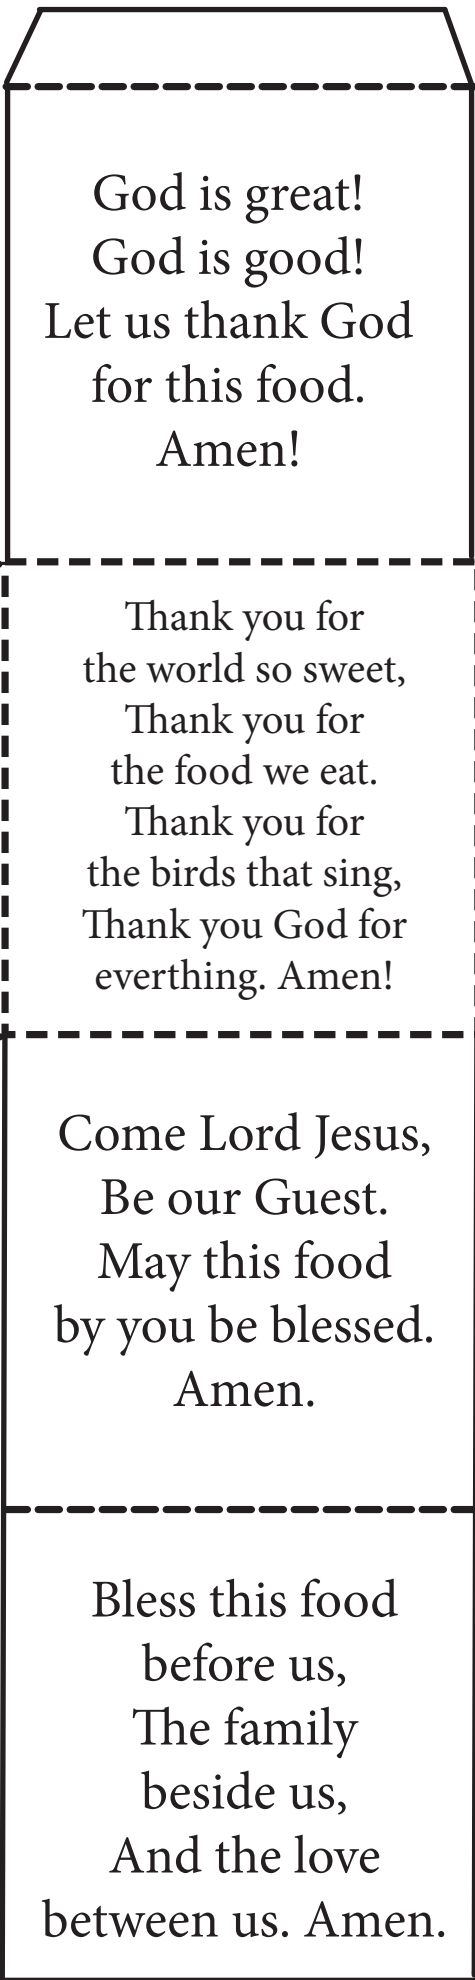 God is great!
God is good!
Let us thank God
for this food.
Amen!
Thank you for
the world so sweet,
Thank you for
the food we eat.
Thank you for
the birds that sing,
Thank you God for
everthing. Amen!
Come Lord Jesus,
Be our Guest.
May this food
by you be blessed.
Amen.
Bless this food
before us,
The family
beside us,
And the love
between us. Amen.